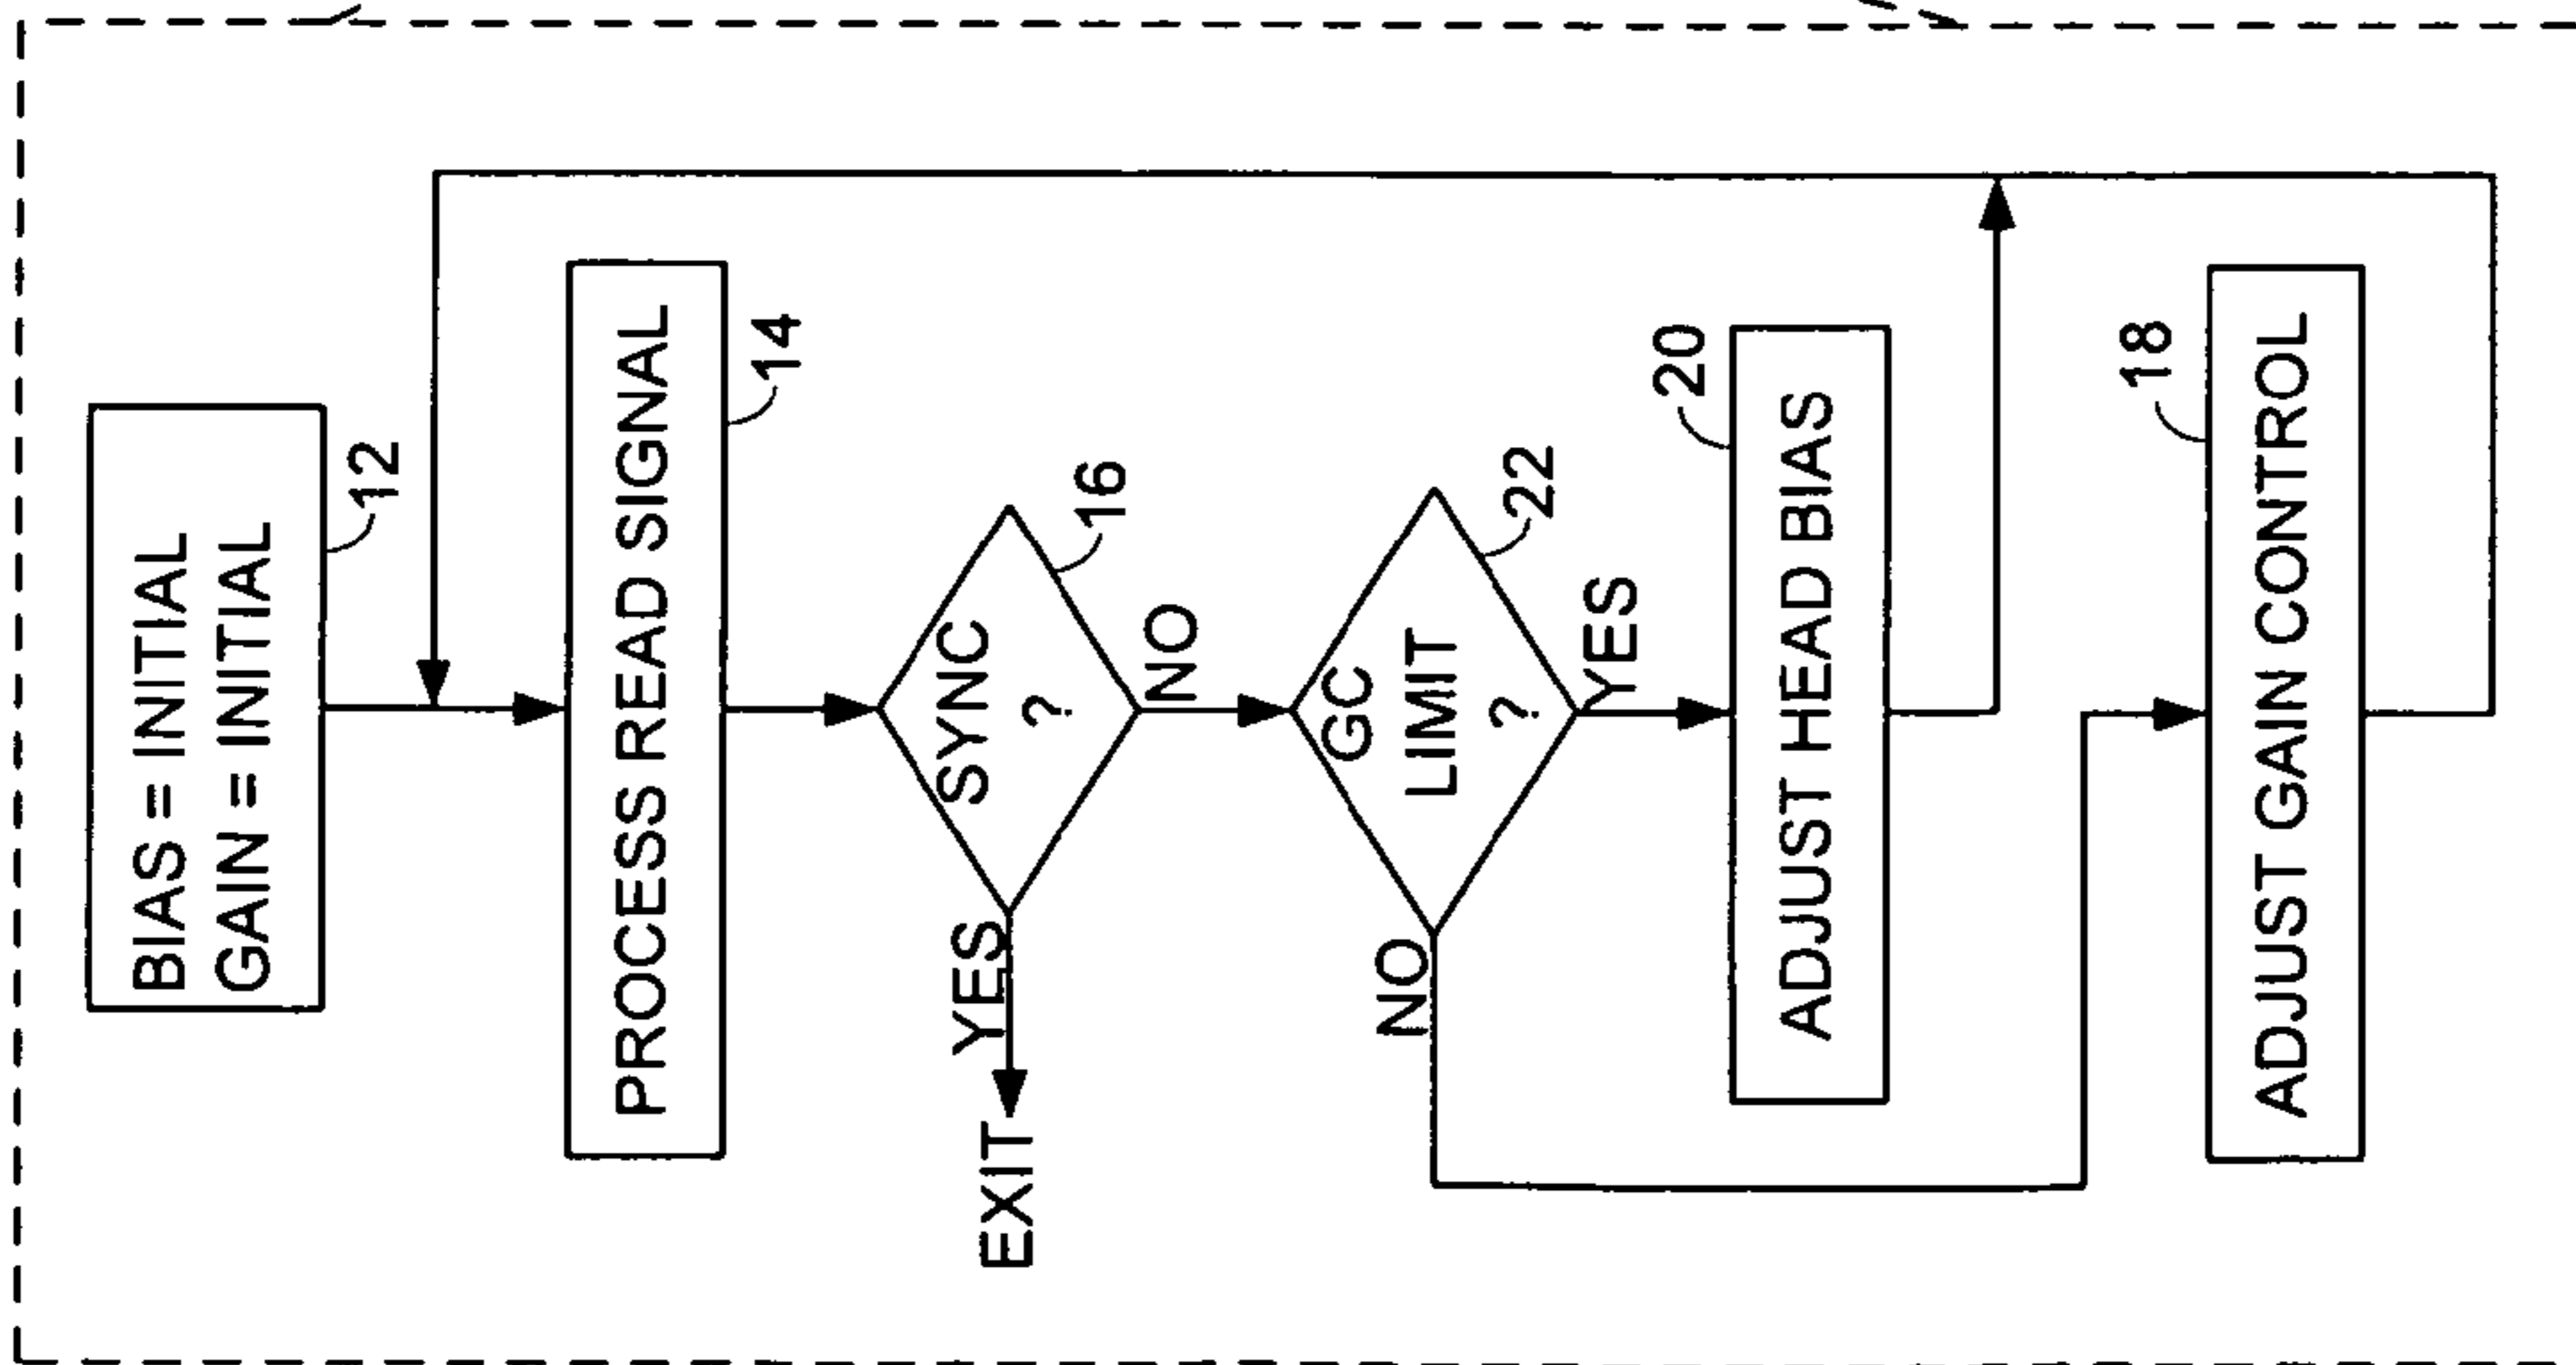 BIAS = INITIAL
GAIN = INITIAL
12
PROCESS READ SIGNAL
14
SYNC
?
16
YES
EXIT
NO
GC
LIMIT
?
22
YES
NO
20
ADJUST HEAD BIAS
18
ADJUST GAIN CONTROL